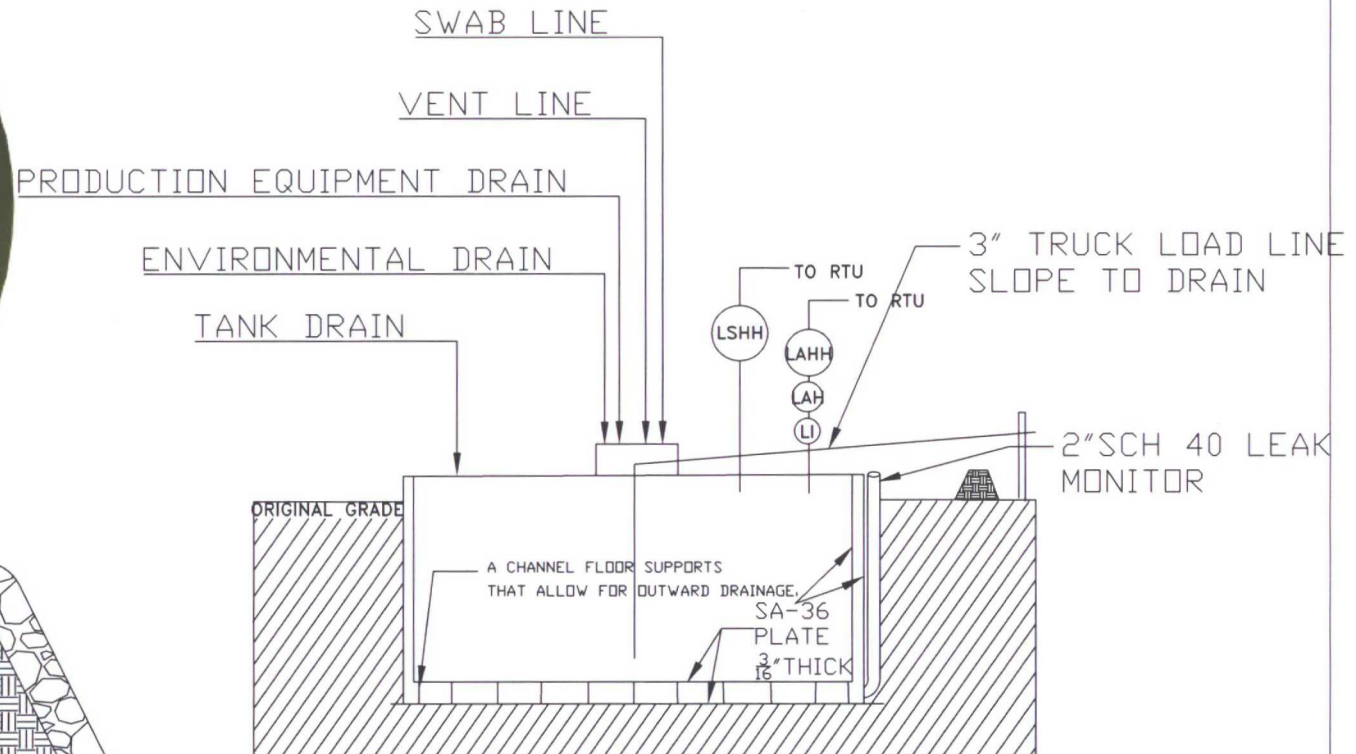 SWAB LINE
VENT LINE
PRODUCTION EQUIPMENT DRAIN
ENVIRONMENTAL DRAIN
TANK DRAIN
3" TRUCK LOAD LINE
SLOPE TO DRAIN
TO RTU
TO RTU
LSHH
LAHH
LAH
LI
2"SCH 40 LEAK
MONITOR
ORIGINAL GRADE
A CHANNEL FLOOR SUPPORTS
THAT ALLOW FOR OUTWARD DRAINAGE.
SA-36
PLATE
3/16" THICK